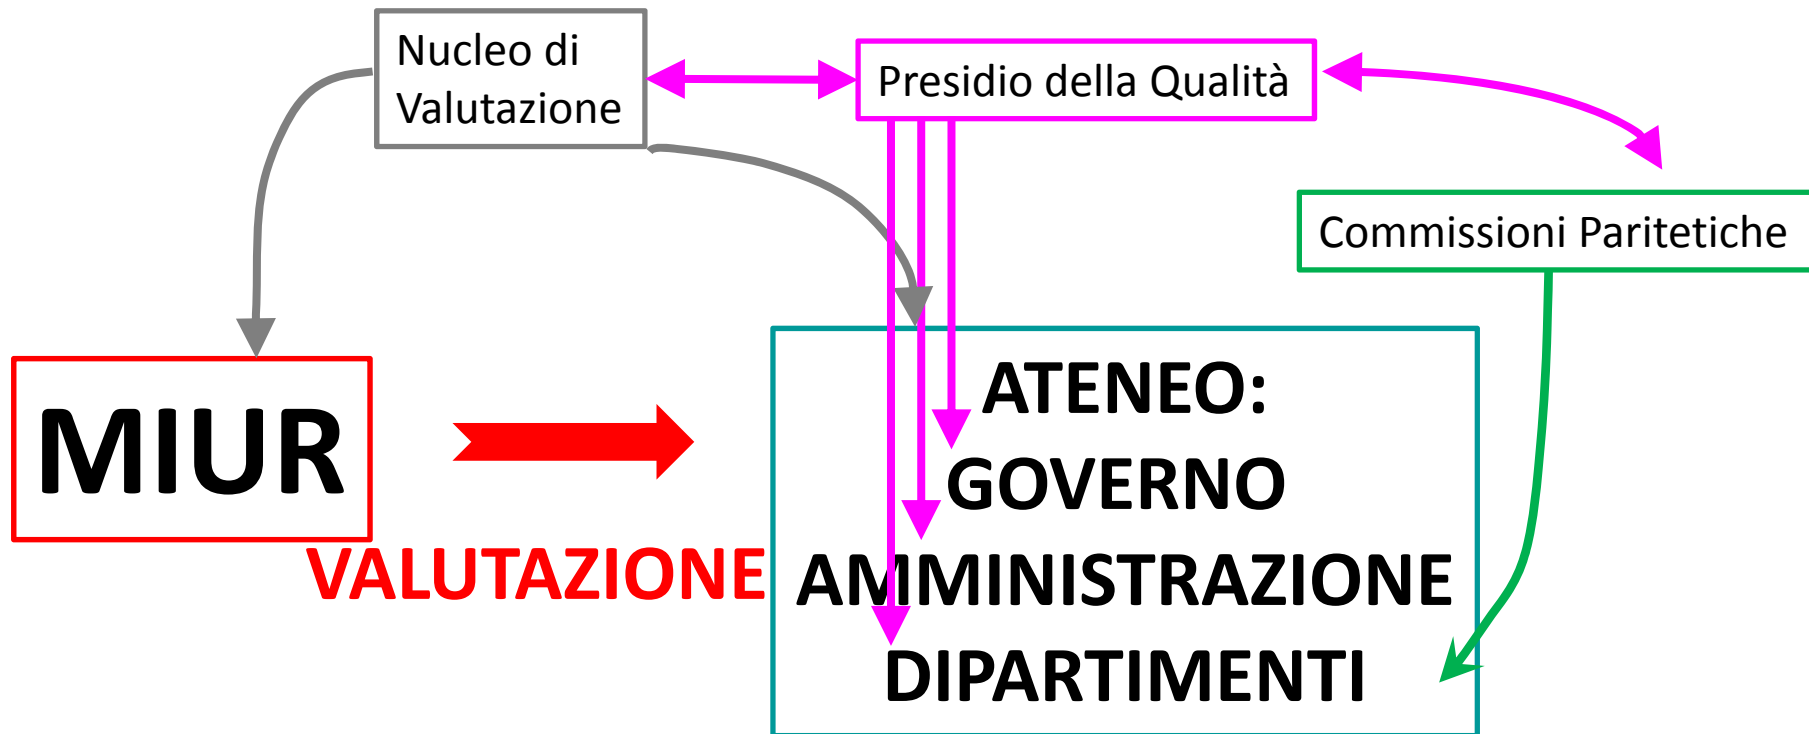 Nucleo di
Valutazione
Presidio della Qualità
Commissioni Paritetiche
MIUR
VALUTAZIONE
ATENEO:
GOVERNO
AMMINISTRAZIONE
DIPARTIMENTI